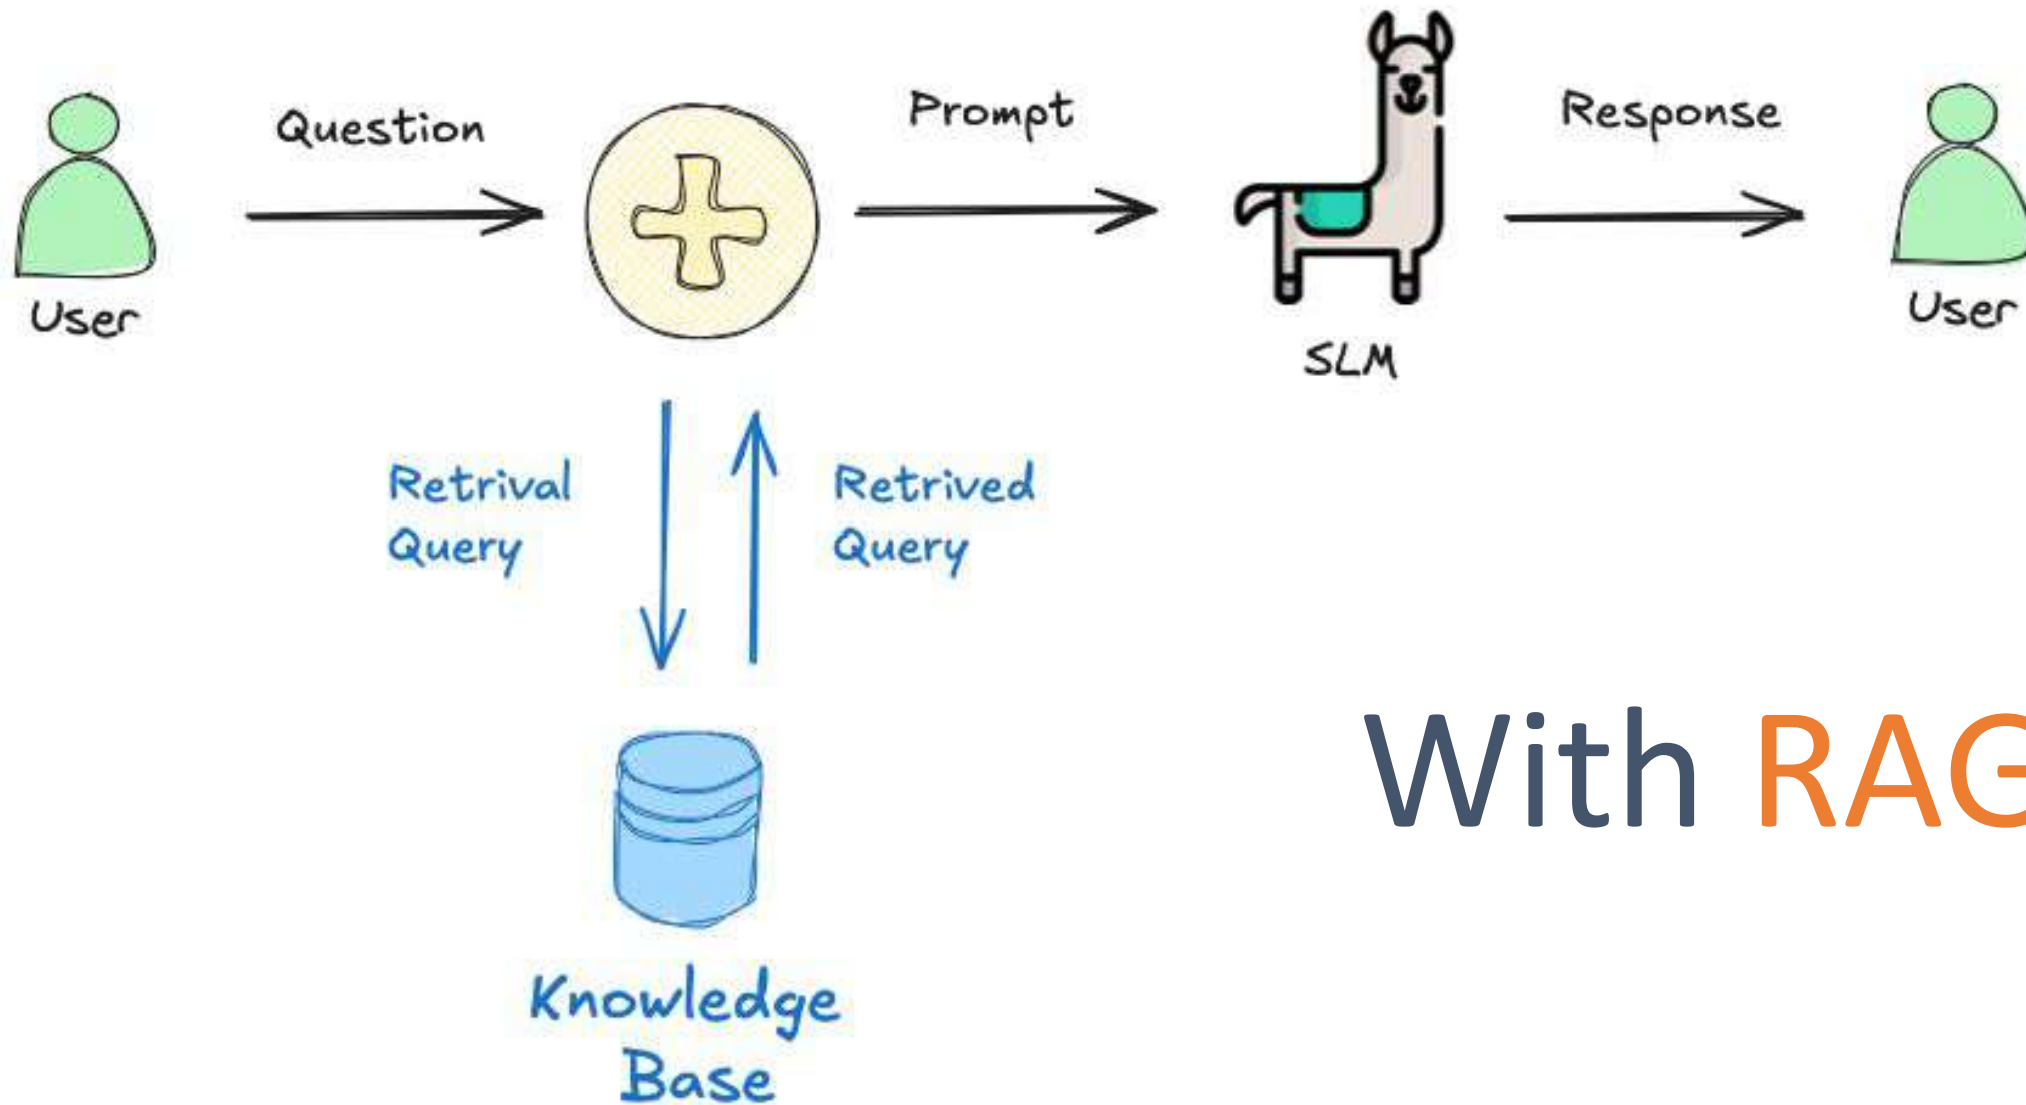 Question
Prompt
Response
User
SLM
User
Retrival
Query
Retrived
Query
With RAG
Knowledge
Base